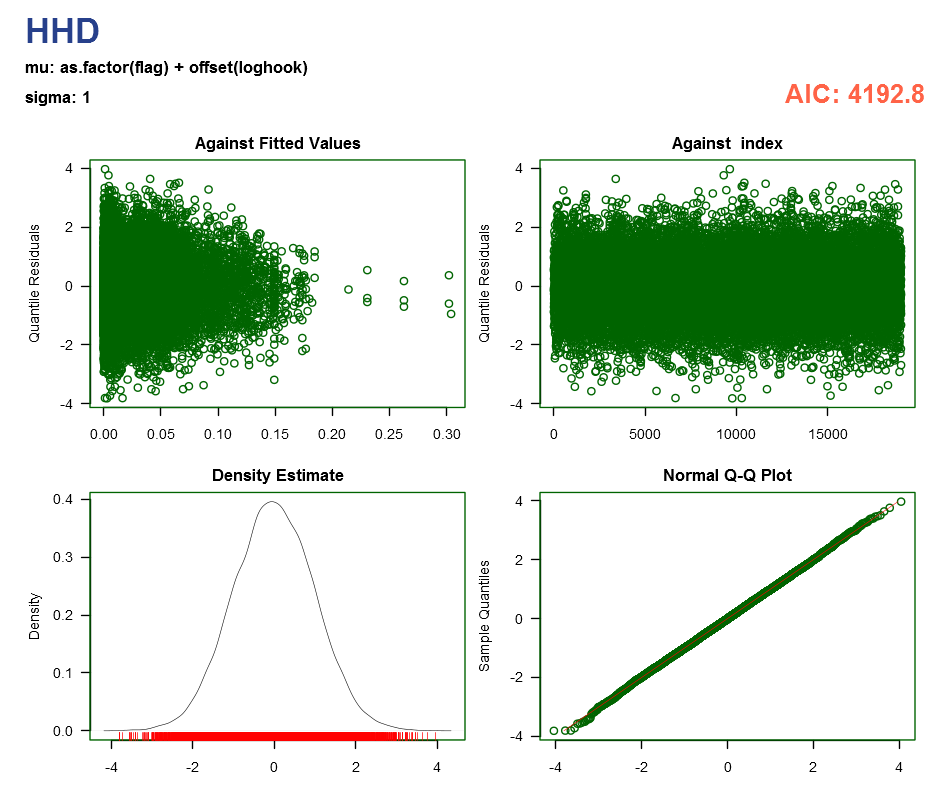 HHD
mu: as.factor(flag) + offset(loghook)
sigma: 1
AIC: 4192.8
Against Fitted Values
Quantile Residuals
4
2
0
-2
-4
0.00 0.05 0.10 0.15 0.20 0.25 0.30
Against index
Quantile Residuals
4
2
0
-2
-4
0 5000 10000 15000
Density Estimate
Density
0.4
0.3
0.2
0.1
0.0
-4 -2 0 2 4
Normal Q-Q Plot
Sample Quantiles
4
2
0
-2
-4
-4 -2 0 2 4